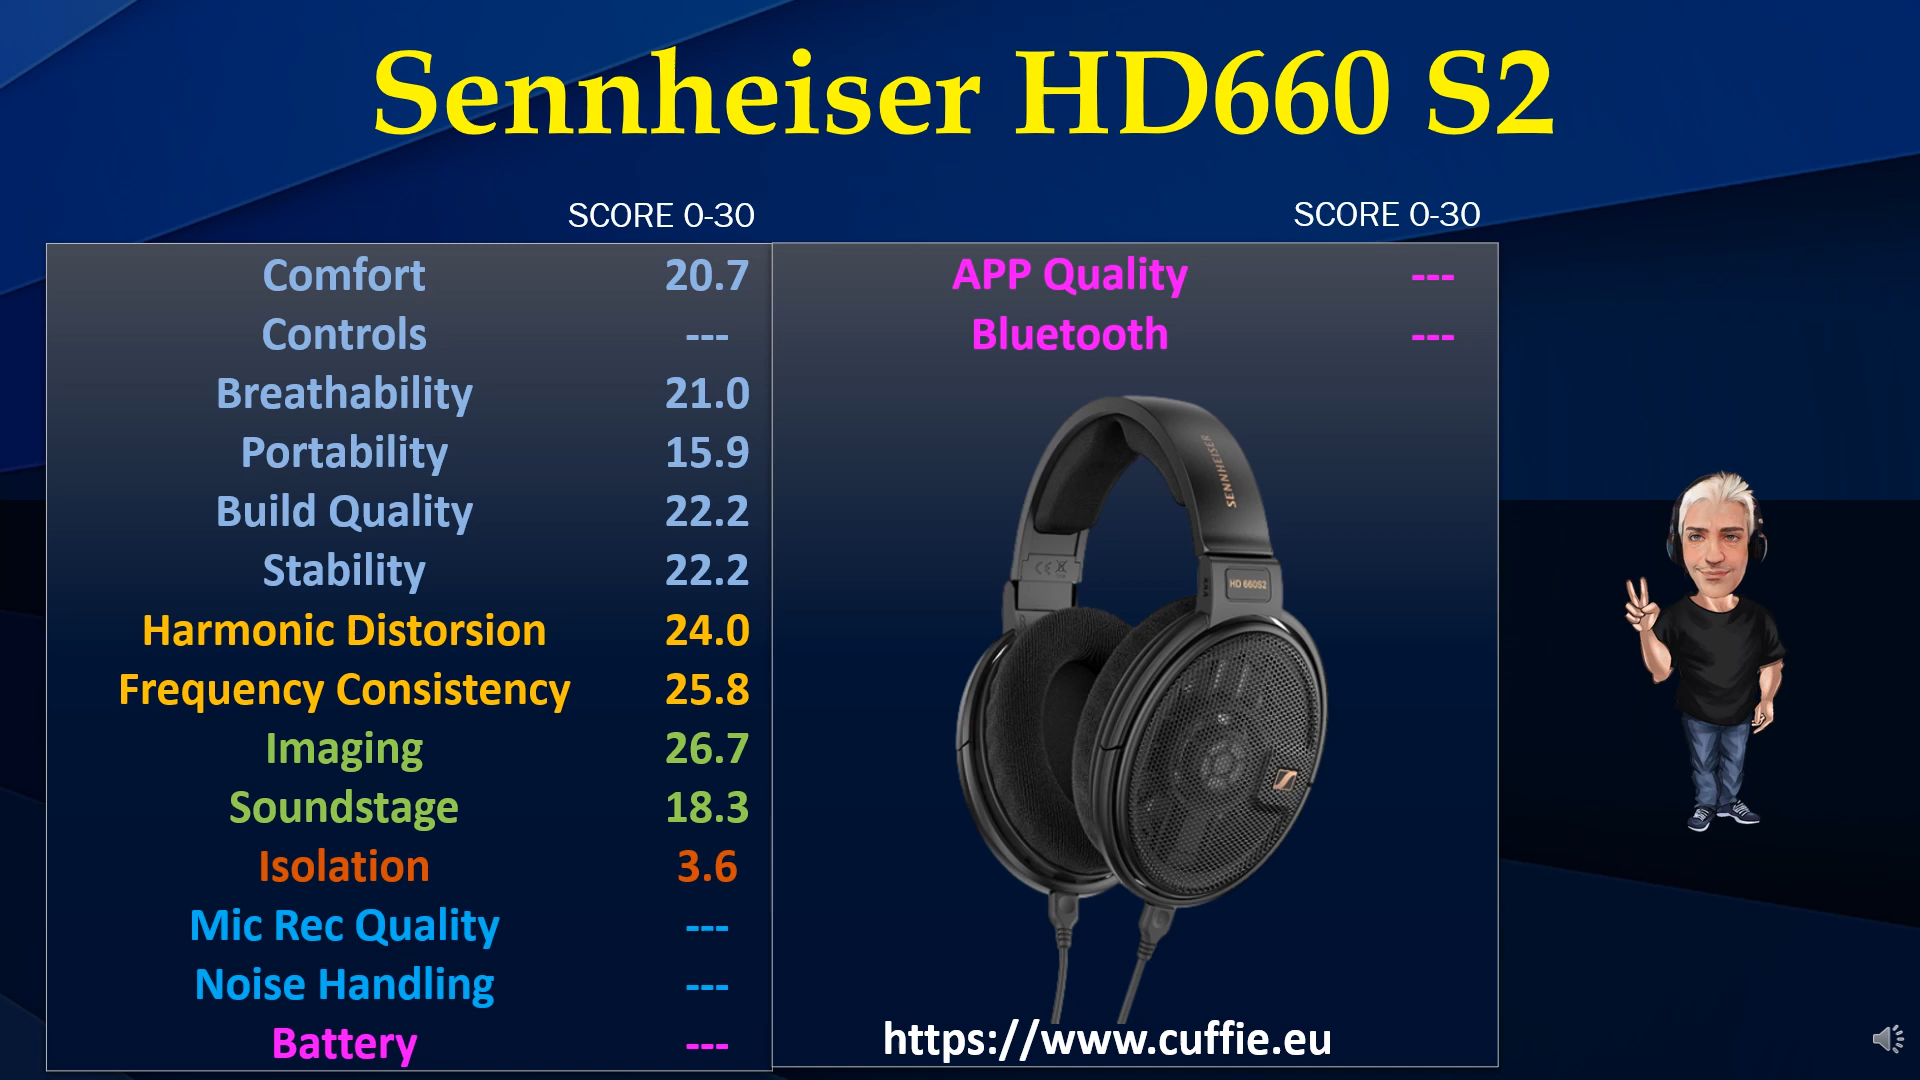 Sennheiser HD660 S2
SCORE 0-30
SCORE 0-30
Comfort 20.7
Controls ---
Breathability 21.0
Portability 15.9
Build Quality 22.2
Stability 22.2
Harmonic Distorsion 24.0
Frequency Consistency 25.8
Imaging 26.7
Soundstage 18.3
Isolation 3.6
Mic Rec Quality ---
Noise Handling ---
Battery ---
APP Quality ---
Bluetooth ---
SENNHEISER
CE
HD 660S2
https://www.cuffie.eu